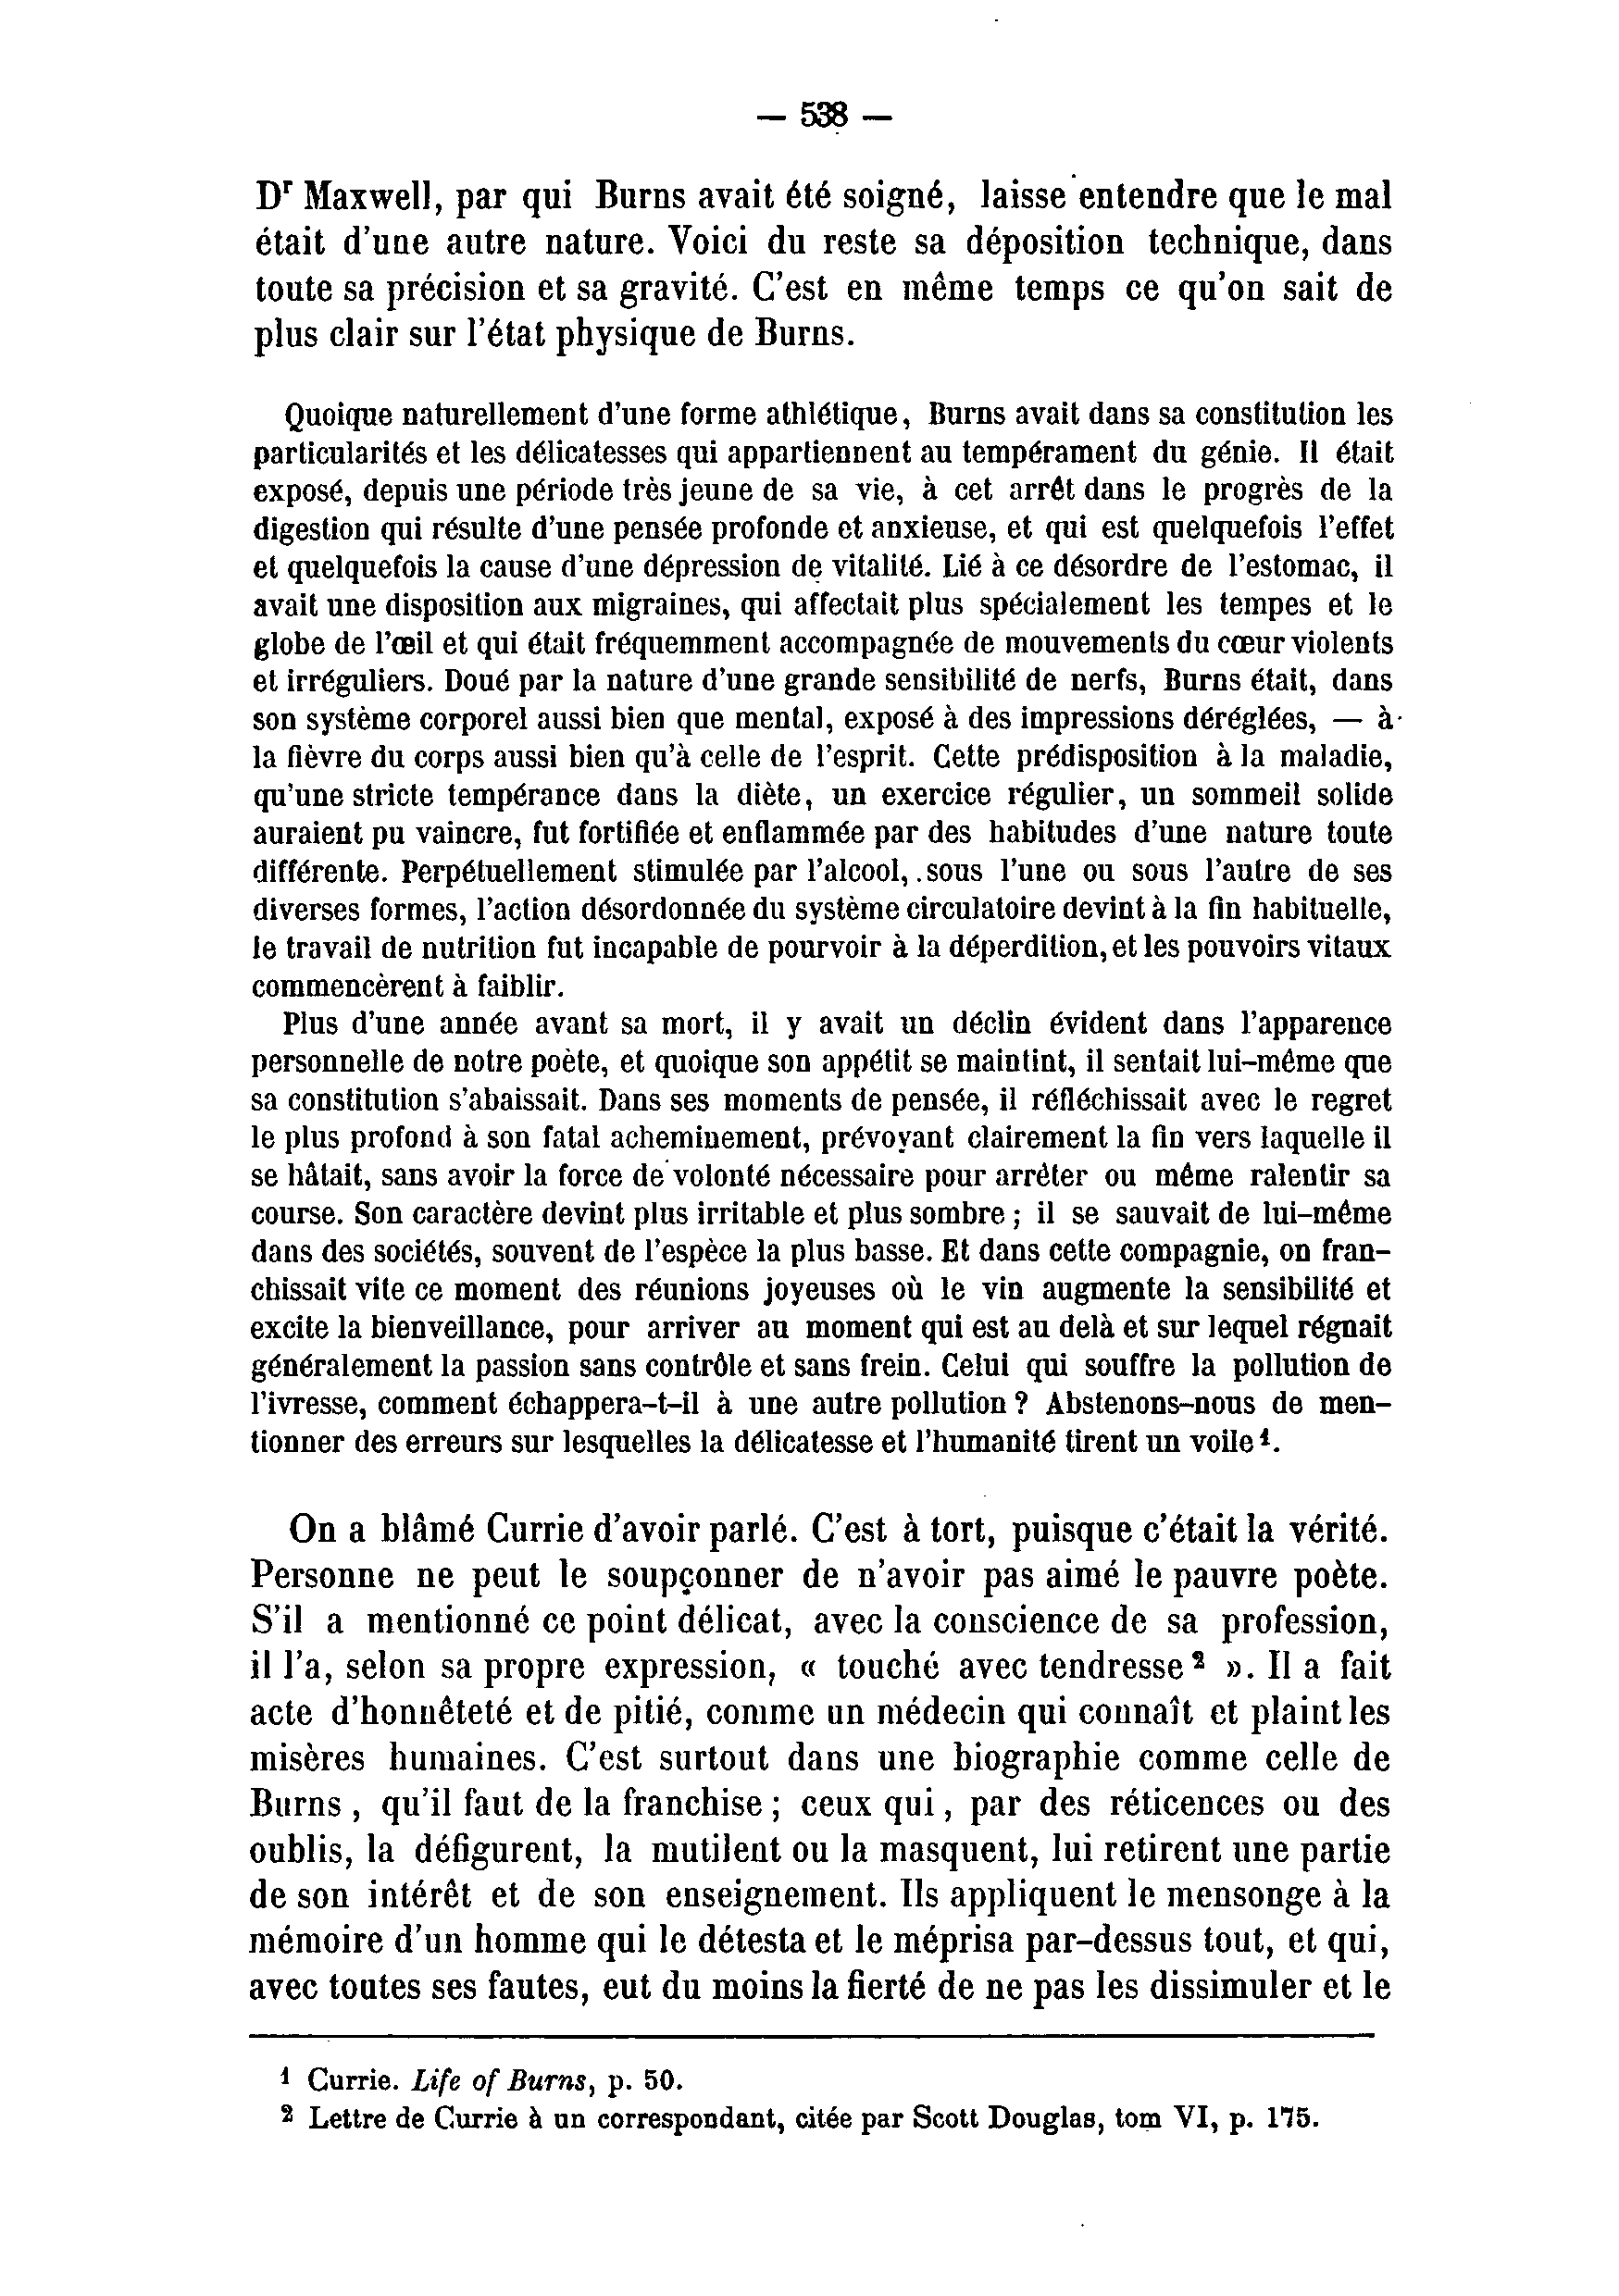 — 538 —
Dr Maxwell, par qui Burns avait été soigné, laisse entendre que le mal
était d'une autre nature. Voici du reste sa déposition technique, dans
toute sa précision et sa gravité. C'est en même temps ce qu'on sait de
plus clair sur l'état physique de Burns.
Quoique naturellement d'une forme athlétique, Burns avait dans sa constitution les
particularités et les délicatesses qui appartiennent au tempérament du génie. Il était
exposé, depuis une période très jeune de sa vie, à cet arrêt dans le progrès de la
digestion qui résulte d'une pensée profonde et anxieuse, et qui est quelquefois l'effet
et quelquefois la cause d'une dépression de vitalité. Lié à ce désordre de l'estomac, il
avait une disposition aux migraines, qui affectait plus spécialement les tempes et le
globe de l'œil et qui était fréquemment accompagnée de mouvements du cœur violents
et irréguliers. Doué par la nature d'une grande sensibilité de nerfs, Burns était, dans
son système corporel aussi bien que mental, exposé à des impressions déréglées, — à
la fièvre du corps aussi bien qu'à celle de l'esprit. Cette prédisposition à la maladie,
qu'une stricte tempérance dans la diète, un exercice régulier, un sommeil solide
auraient pu vaincre, fut fortifiée et enflammée par des habitudes d'une nature toute
différente. Perpétuellement stimulée par l'alcool, sous l'une ou sous l'autre de ses
diverses formes, l'action désordonnée du système circulatoire devint à la fin habituelle,
le travail de nutrition fut incapable de pourvoir à la déperdition, et les pouvoirs vitaux
commencèrent à faiblir.
Plus d'une année avant sa mort, il y avait un déclin évident dans l'apparence
personnelle de notre poète, et quoique son appétit se maintint, il sentait lui-même que
sa constitution s'abaissait. Dans ses moments de pensée, il réfléchissait avec le regret
le plus profond à son fatal acheminement, prévoyant clairement la fin vers laquelle il
se hâtait, sans avoir la force de volonté nécessaire pour arrêter ou même ralentir sa
course. Son caractère devint plus irritable et plus sombre ; il se sauvait de lui-même
dans des sociétés, souvent de l'espèce la plus basse. Et dans cette compagnie, on fran-
chissait vite ce moment des réunions joyeuses où le vin augmente la sensibilité et
excite la bienveillance, pour arriver au moment qui est au delà et sur lequel régnait
généralement la passion sans contrôle et sans frein. Celui qui souffre la pollution de
l'ivresse, comment échappera-t-il à une autre pollution ? Abstenons-nous de men-
tionner des erreurs sur lesquelles la délicatesse et l'humanité tirent un voile ¹.
On a blâmé Currie d'avoir parlé. C'est à tort, puisque c'était la vérité.
Personne ne peut le soupçonner de n'avoir pas aimé le pauvre poète.
S'il a mentionné ce point délicat, avec la conscience de sa profession,
il l'a, selon sa propre expression, « touché avec tendresse ² ». Il a fait
acte d'honnêteté et de pitié, comme un médecin qui connaît et plaint les
misères humaines. C'est surtout dans une biographie comme celle de
Burns , qu'il faut de la franchise ; ceux qui , par des réticences ou des
oublis, la défigurent, la mutilent ou la masquent, lui retirent une partie
de son intérêt et de son enseignement. Ils appliquent le mensonge à la
mémoire d'un homme qui le détesta et le méprisa par-dessus tout, et qui,
avec toutes ses fautes, eut du moins la fierté de ne pas les dissimuler et le
¹ Currie. Life of Burns, p. 50.
² Lettre de Currie à un correspondant, citée par Scott Douglas, tom VI, p. 175.